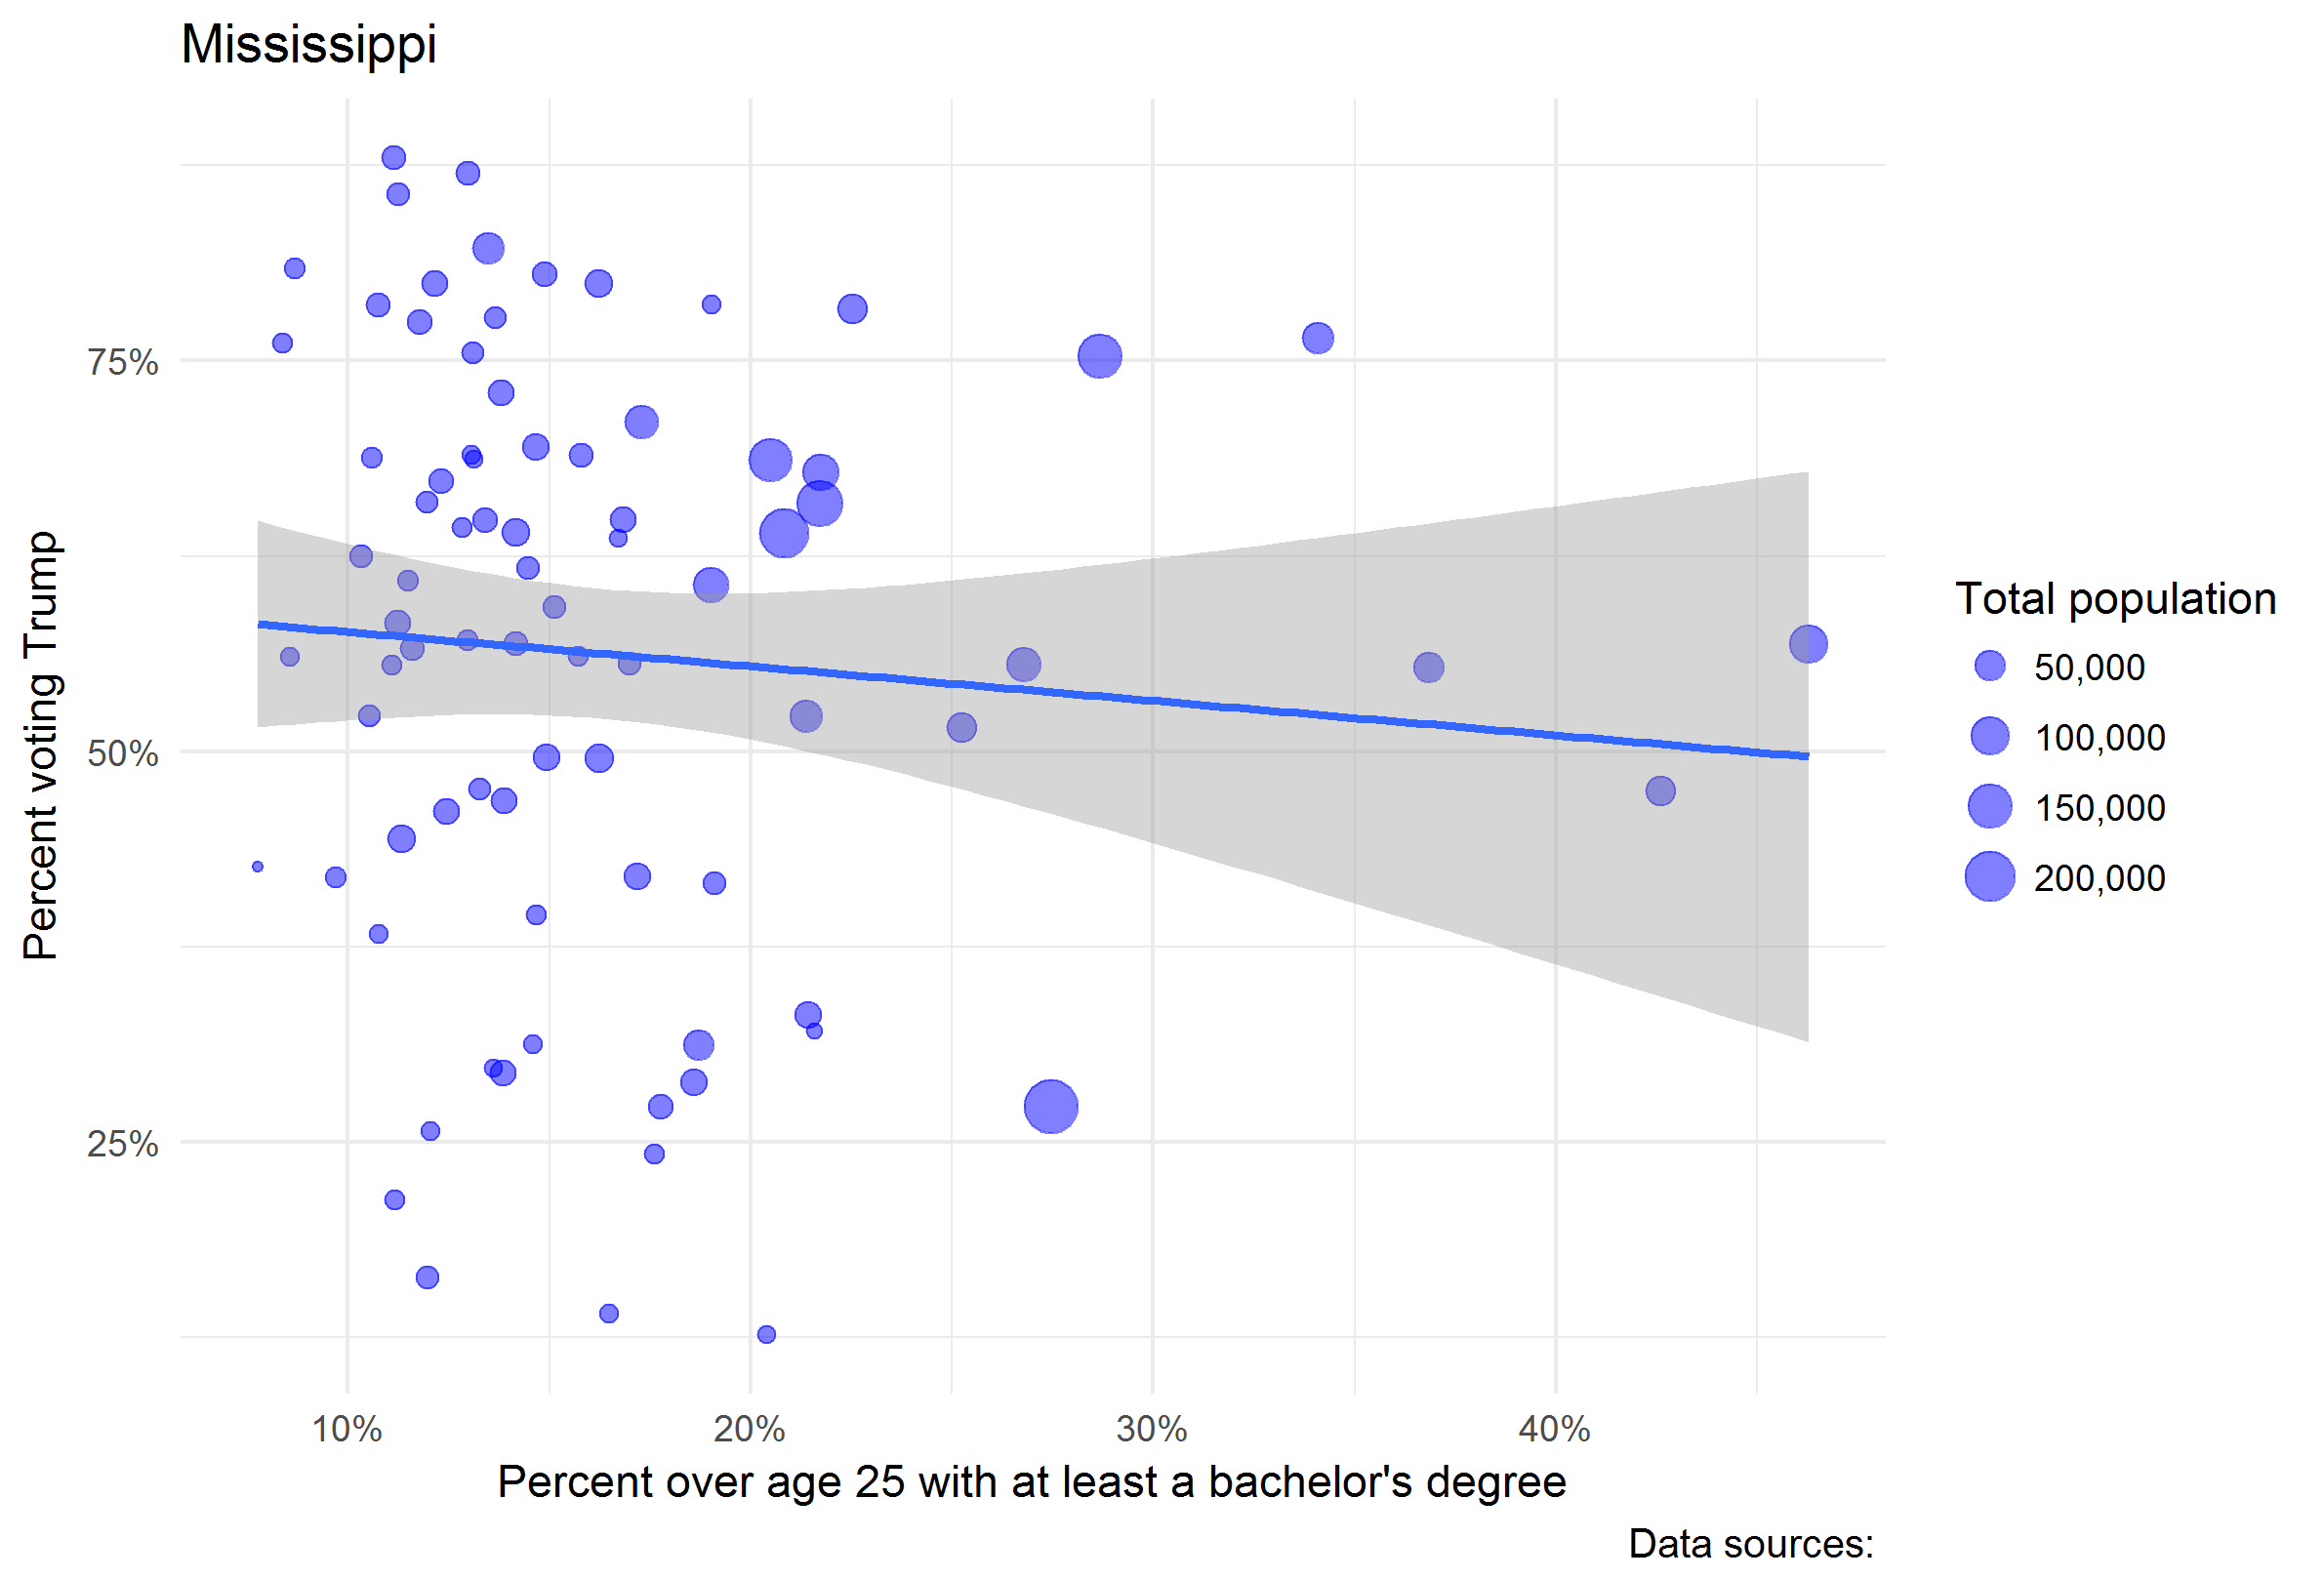 Mississippi
Percent voting Trump
75%
50%
25%
10%
20%
30%
40%
Percent over age 25 with at least a bachelor's degree
Total population
50,000
100,000
150,000
200,000
Data sources: